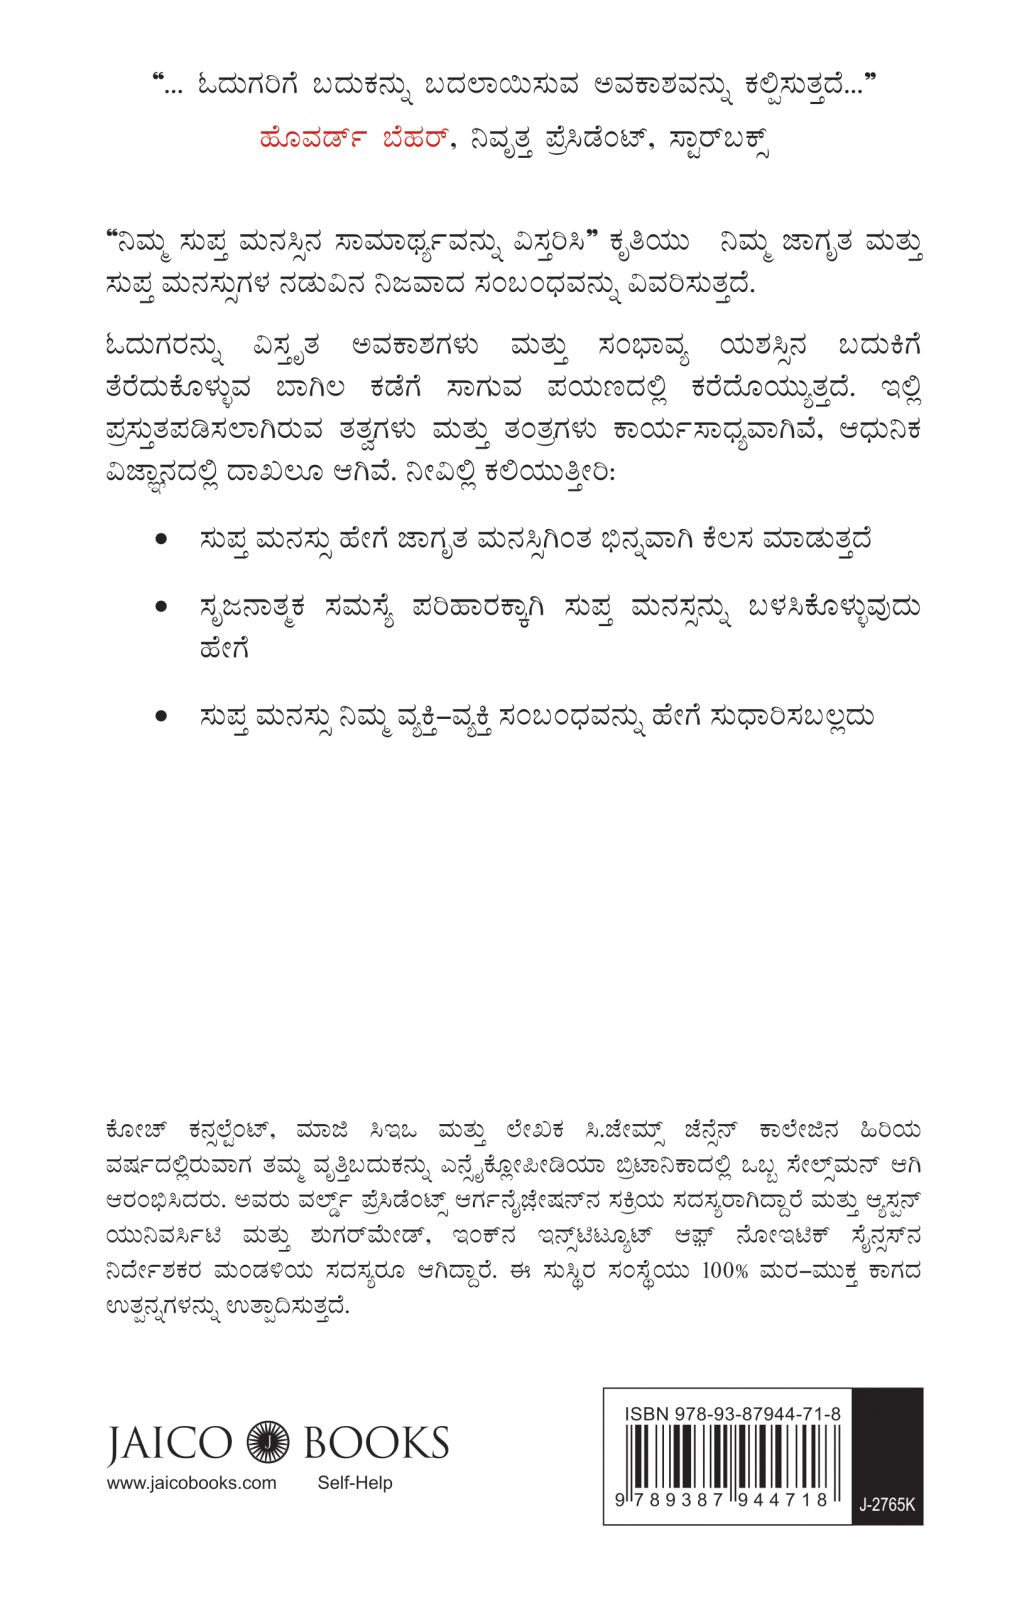 “... ಓದುಗರಿಗೆ ಬದುಕನ್ನು ಬದಲಾಯಿಸುವ ಅವಕಾಶವನ್ನು ಕಲ್ಪಿಸುತ್ತದೆ...”
ಹೊವರ್ಡ್ ಬೆಹರ್, ನಿವೃತ್ತ ಪ್ರೆಸಿಡೆಂಟ್, ಸ್ಟಾರ್‌ಬಕ್ಸ್
“ನಿಮ್ಮ ಸುಪ್ತ ಮನಸ್ಸಿನ ಸಾಮಾರ್ಥ್ಯವನ್ನು ವಿಸ್ತರಿಸಿ” ಕೃತಿಯು ನಿಮ್ಮ ಜಾಗೃತ ಮತ್ತು
ಸುಪ್ತ ಮನಸ್ಸುಗಳ ನಡುವಿನ ನಿಜವಾದ ಸಂಬಂಧವನ್ನು ವಿವರಿಸುತ್ತದೆ.
ಓದುಗರನ್ನು ವಿಸ್ತೃತ ಅವಕಾಶಗಳು ಮತ್ತು ಸಂಭಾವ್ಯ ಯಶಸ್ಸಿನ ಬದುಕಿಗೆ
ತೆರೆದುಕೊಳ್ಳುವ ಬಾಗಿಲ ಕಡೆಗೆ ಸಾಗುವ ಪಯಣದಲ್ಲಿ ಕರೆದೊಯ್ಯುತ್ತದೆ. ಇಲ್ಲಿ
ಪ್ರಸ್ತುತಪಡಿಸಲಾಗಿರುವ ತತ್ವಗಳು ಮತ್ತು ತಂತ್ರಗಳು ಕಾರ್ಯಸಾಧ್ಯವಾಗಿವೆ, ಆಧುನಿಕ
ವಿಜ್ಞಾನದಲ್ಲಿ ದಾಖಲೂ ಆಗಿವೆ. ನೀವಿಲ್ಲಿ ಕಲಿಯುತ್ತೀರಿ:
• ಸುಪ್ತ ಮನಸ್ಸು ಹೇಗೆ ಜಾಗೃತ ಮನಸ್ಸಿಗಿಂತ ಭಿನ್ನವಾಗಿ ಕೆಲಸ ಮಾಡುತ್ತದೆ
• ಸೃಜನಾತ್ಮಕ ಸಮಸ್ಯೆ ಪರಿಹಾರಕ್ಕಾಗಿ ಸುಪ್ತ ಮನಸ್ಸನ್ನು ಬಳಸಿಕೊಳ್ಳುವುದು
ಹೇಗೆ
• ಸುಪ್ತ ಮನಸ್ಸು ನಿಮ್ಮ ವ್ಯಕ್ತಿ–ವ್ಯಕ್ತಿ ಸಂಬಂಧವನ್ನು ಹೇಗೆ ಸುಧಾರಿಸಬಲ್ಲದು
ಕೋಚ್ ಕನ್ಸಲ್ಟೆಂಟ್, ಮಾಜಿ ಸಿಇಒ ಮತ್ತು ಲೇಖಕ ಸಿ.ಜೇಮ್ಸ್ ಜೆನ್ಸೆನ್ ಕಾಲೇಜಿನ ಹಿರಿಯ
ವರ್ಷದಲ್ಲಿರುವಾಗ ತಮ್ಮ ವೃತ್ತಿಬದುಕನ್ನು ಎನ್ಸೈಕ್ಲೋಪೀಡಿಯಾ ಬ್ರಿಟಾನಿಕಾದಲ್ಲಿ ಒಬ್ಬ ಸೇಲ್ಸ್‌ಮನ್ ಆಗಿ
ಆರಂಭಿಸಿದರು. ಅವರು ವರ್ಲ್ಡ್ ಪ್ರೆಸಿಡೆಂಟ್ಸ್ ಆರ್ಗನೈಜ಼ೇಷನ್‌ನ ಸಕ್ರಿಯ ಸದಸ್ಯರಾಗಿದ್ದಾರೆ ಮತ್ತು ಆ್ಯಸ್ಪನ್
ಯುನಿವರ್ಸಿಟಿ ಮತ್ತು ಶುಗರ್‌ಮೇಡ್, ಇಂಕ್‌ನ ಇನ್ಸ್‌ಟಿಟ್ಯೂಟ್ ಆಫ಼್ ನೋಇಟಿಕ್ ಸೈನ್ಸಸ್‌ನ
ನಿರ್ದೇಶಕರ ಮಂಡಳಿಯ ಸದಸ್ಯರೂ ಆಗಿದ್ದಾರೆ. ಈ ಸುಸ್ಥಿರ ಸಂಸ್ಥೆಯು 100% ಮರ–ಮುಕ್ತ ಕಾಗದ
ಉತ್ಪನ್ನಗಳನ್ನು ಉತ್ಪಾದಿಸುತ್ತದೆ.
JAICO J BOOKS
www.jaicobooks.com Self-Help
ISBN 978-93-87944-71-8
9 789387 944718
J-2765K